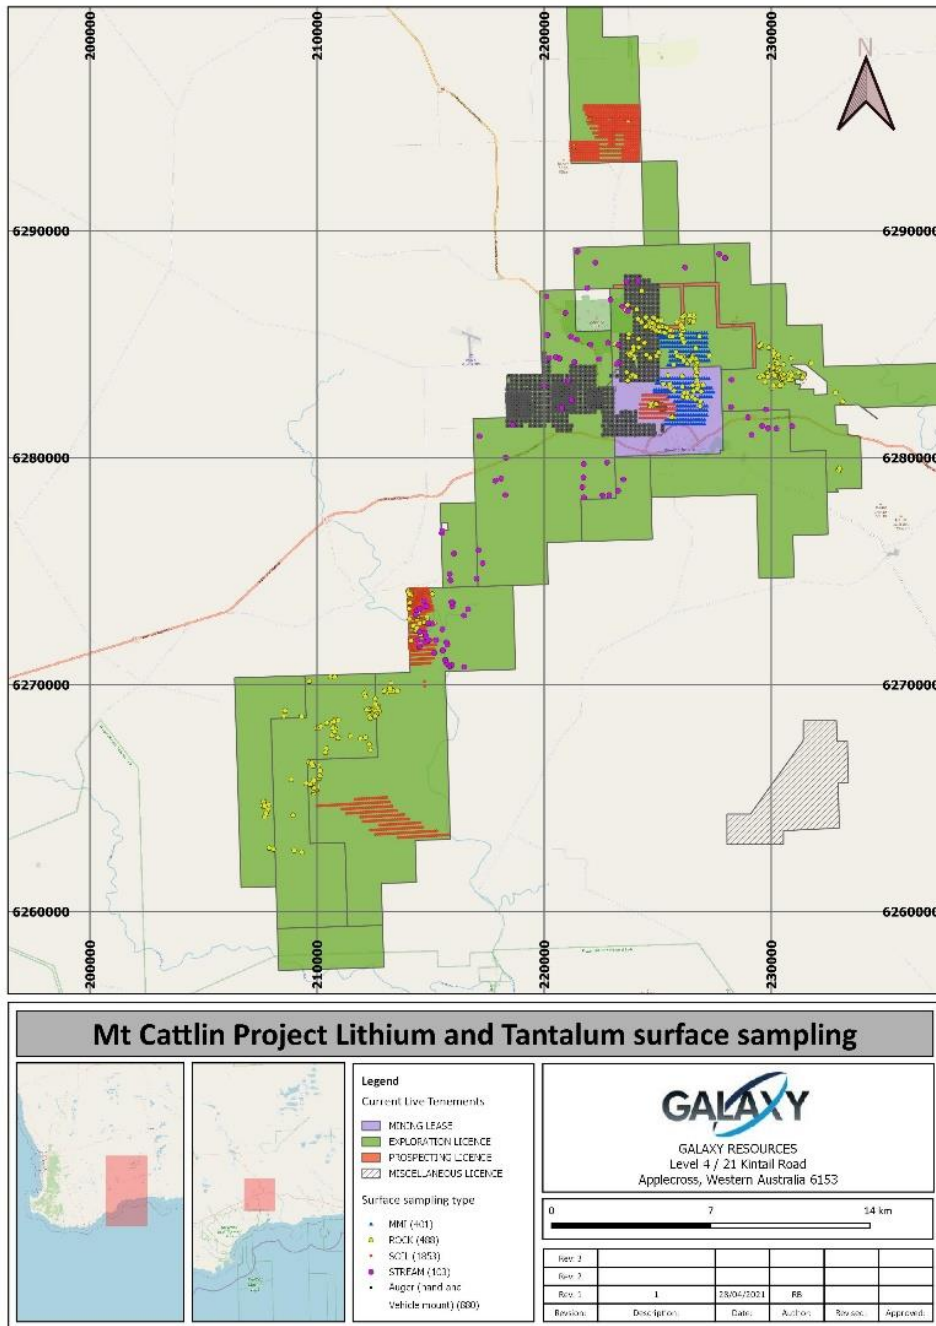 200000 210000 220000 230000
N
6290000 6290000
6280000 6280000
6270000 6270000
6260000 6260000
200000 210000 220000 230000
Mt Cattlin Project Lithium and Tantalum surface sampling
Legend
Current Live Tenements
MINING LEASE
EXPLORATION LICENCE
PROSPECTING LICENCE
MISCELLANEOUS LICENCE
Surface sampling type
MMI (401)
ROCK (488)
SOIL (1853)
STREAM (103)
Auger (hand and
Vehicle mount) (880)
GALAXY
GALAXY RESOURCES
Level 4 / 21 Kintail Road
Applecross, Western Australia 6153
0 7 14 km
Rev: 3
Rev: 2
Rev: 1 1 28/04/2021 RB
Revision: Description: Date: Author: Revised: Approved: